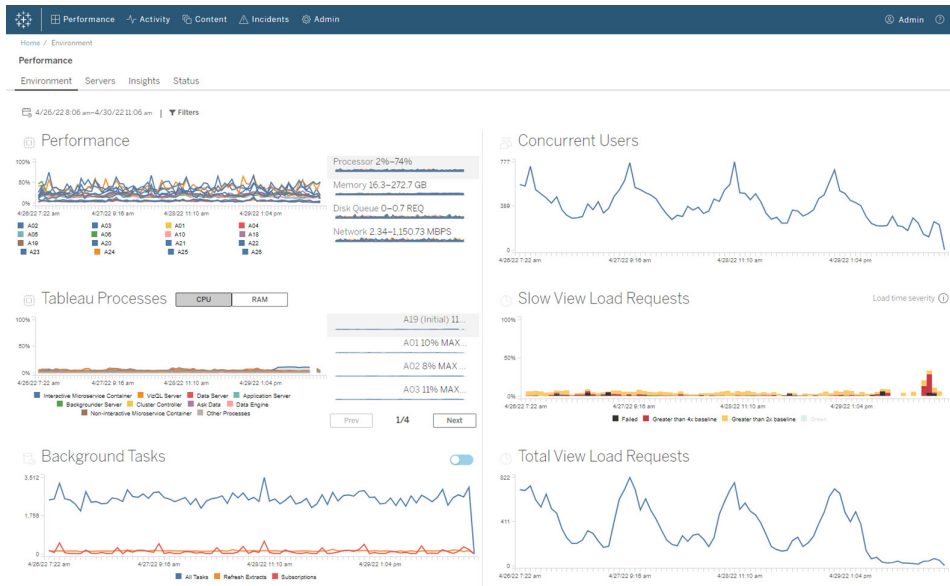 Performance Activity Content Incidents Admin Admin
Home / Environment
Performance
Environment Servers Insights Status
4/26/22 8:06 am–4/30/22 11:06 am | Filters
Performance
100%
50%
0%
4/26/22 7:22 am 4/27/22 9:16 am 4/28/22 11:10 am 4/29/22 1:04 pm
A02 A03 A01 A04
A05 A06 A10 A18
A19 A20 A21 A22
A23 A24 A25 A26
Processor 2%–74%
Memory 16.3–272.7 GB
Disk Queue 0–0.7 REQ
Network 2.34–1,150.73 MBPS
Concurrent Users
777
389
0
4/26/22 7:22 am 4/27/22 9:16 am 4/28/22 11:10 am 4/29/22 1:04 pm
Tableau Processes CPU RAM
100%
50%
0%
4/26/22 7:22 am 4/27/22 9:16 am 4/28/22 11:10 am 4/29/22 1:04 pm
Interactive Microservice Container VizQL Server Data Server Application Server
Backgrounder Server Cluster Controller Ask Data Data Engine
Non-Interactive Microservice Container Other Processes
A19 (Initial) 11...
A01 10% MAX...
A02 8% MAX...
A03 11% MAX...
Prev 1/4 Next
Slow View Load Requests Load time severity
100%
50%
0%
4/26/22 7:22 am 4/27/22 9:16 am 4/28/22 11:10 am 4/29/22 1:04 pm
Failed Greater than 4x baseline Greater than 2x baseline Green
Background Tasks
3,512
1,756
0
4/26/22 7:22 am 4/27/22 9:16 am 4/28/22 11:10 am 4/29/22 1:04 pm
All Tasks Refresh Extracts Subscriptions
Total View Load Requests
822
411
0
4/26/22 7:22 am 4/27/22 9:16 am 4/28/22 11:10 am 4/29/22 1:04 pm